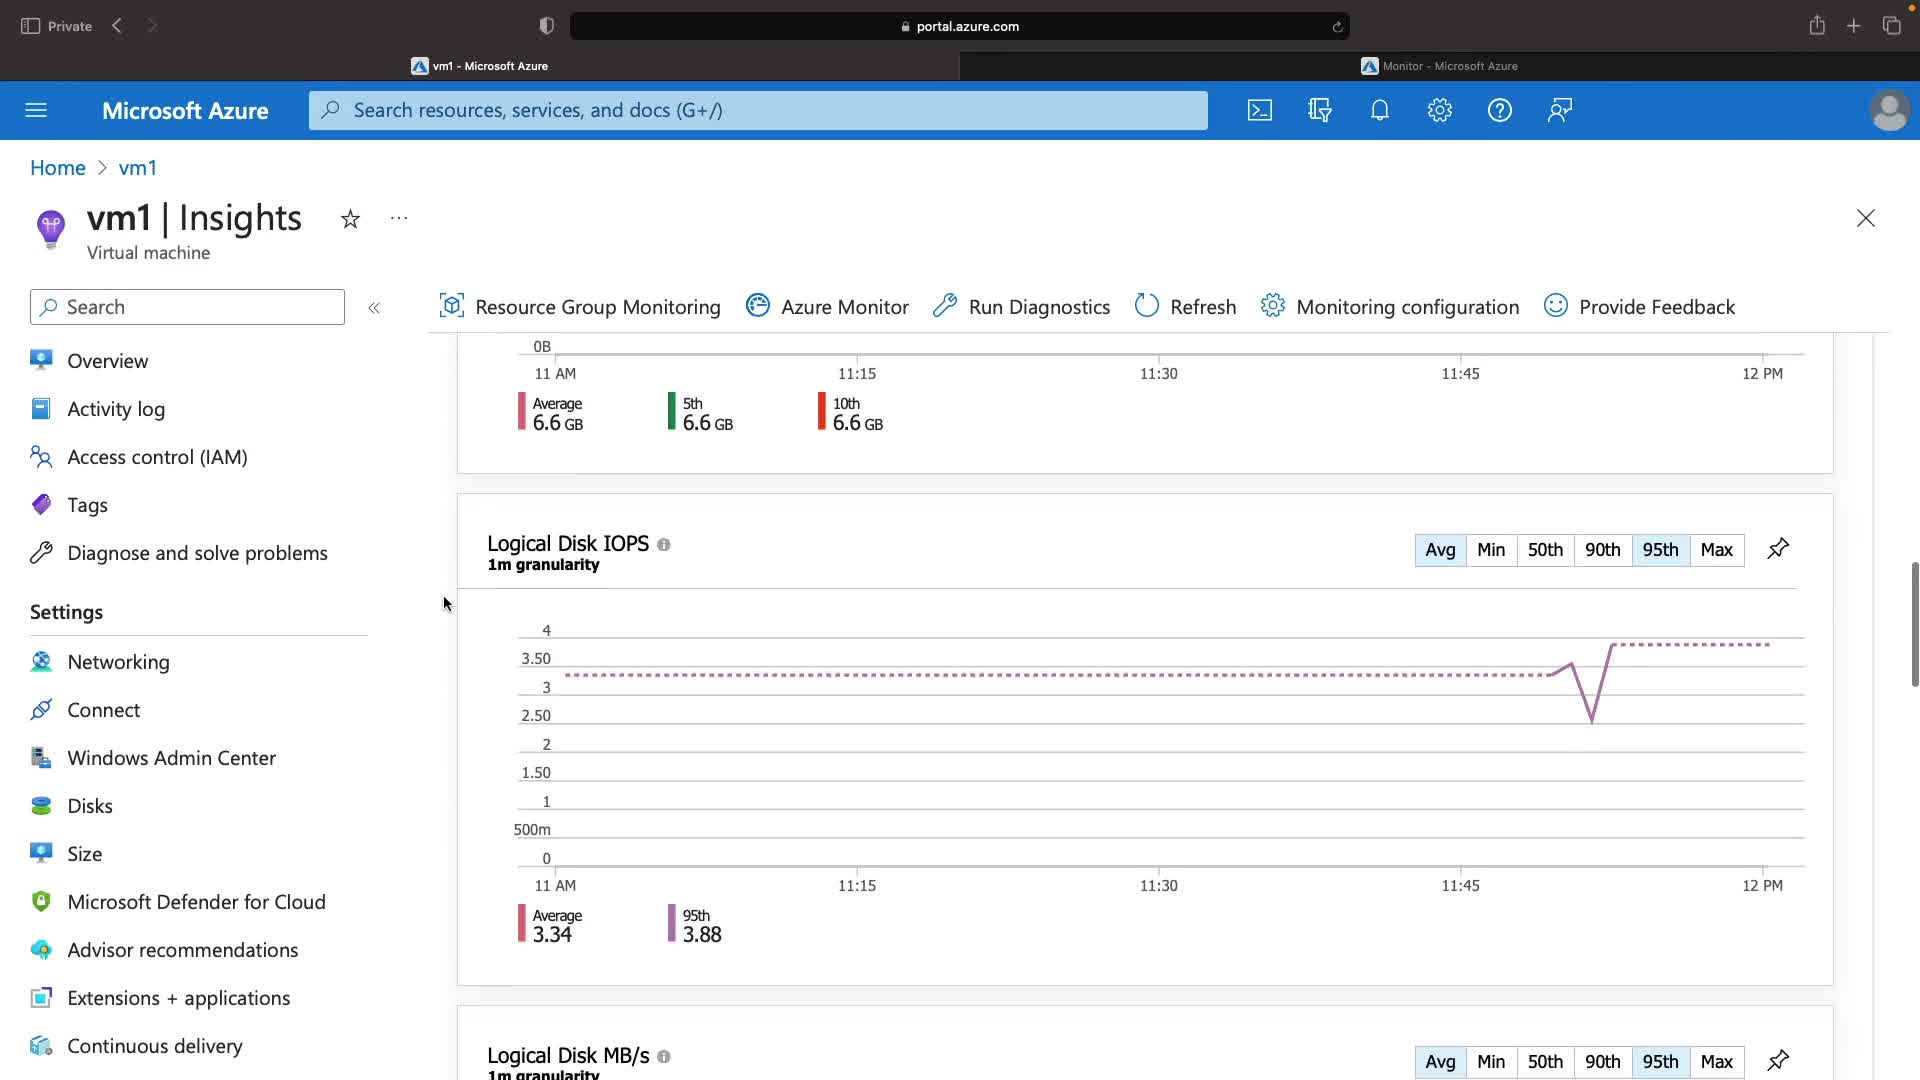 Private
portal.azure.com
vm1 - Microsoft Azure
Monitor - Microsoft Azure
Microsoft Azure
Search resources, services, and docs (G+/)
Home > vm1
vm1 | Insights
Virtual machine
Search
Resource Group Monitoring
Azure Monitor
Run Diagnostics
Refresh
Monitoring configuration
Provide Feedback
Overview
Activity log
Access control (IAM)
Tags
Diagnose and solve problems
Settings
Networking
Connect
Windows Admin Center
Disks
Size
Microsoft Defender for Cloud
Advisor recommendations
Extensions + applications
Continuous delivery
0B
11 AM 11:15 11:30 11:45 12 PM
Average 5th 10th
6.6 GB 6.6 GB 6.6 GB
Logical Disk IOPS
1m granularity
Avg Min 50th 90th 95th Max
4
3.50
3
2.50
2
1.50
1
500m
0
11 AM 11:15 11:30 11:45 12 PM
Average 95th
3.34 3.88
Logical Disk MB/s
1m granularity
Avg Min 50th 90th 95th Max